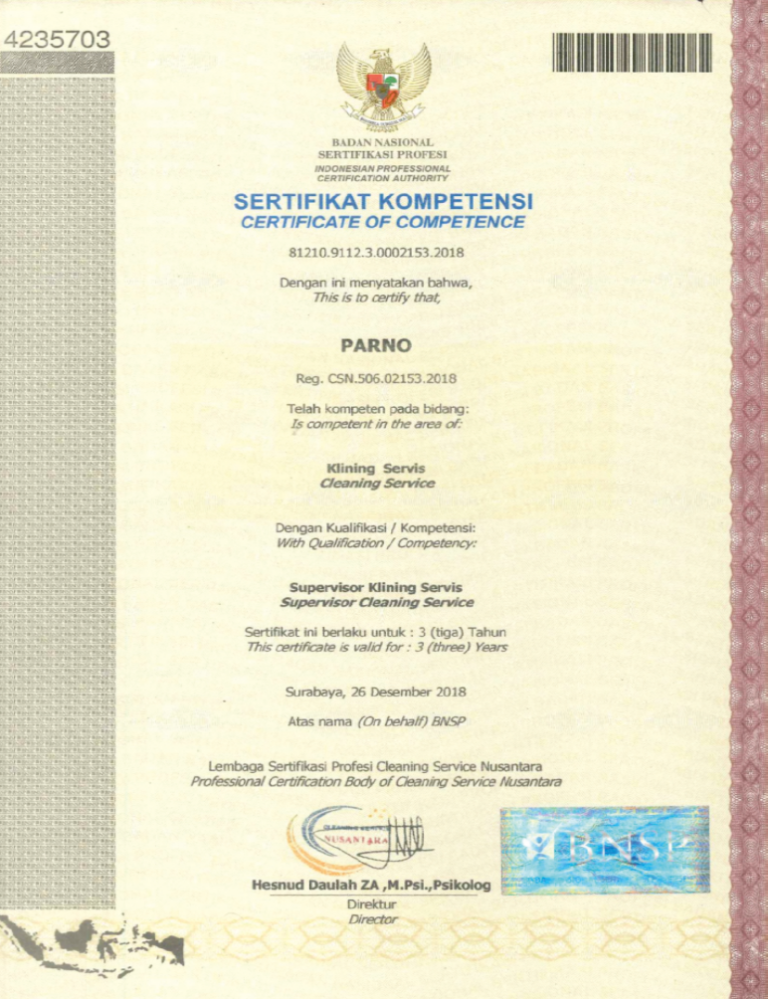 4235703
BADAN NASIONAL
SERTIFIKASI PROFESI
INDONESIAN PROFESSIONAL
CERTIFICATION AUTHORITY
SERTIFIKAT KOMPETENSI
CERTIFICATE OF COMPETENCE
81210.9112.3.0002153.2018
Dengan ini menyatakan bahwa,
This is to certify that,
PARNO
Reg. CSN.506.02153.2018
Telah kompeten pada bidang:
Is competent in the area of:
Klining Servis
Cleaning Service
Dengan Kualifikasi / Kompetensi:
With Qualification / Competency:
Supervisor Klining Servis
Supervisor Cleaning Service
Sertifikat ini berlaku untuk : 3 (tiga) Tahun
This certificate is valid for : 3 (three) Years
Surabaya, 26 Desember 2018
Atas nama (On behalf) BNSP
Lembaga Sertifikasi Profesi Cleaning Service Nusantara
Professional Certification Body of Cleaning Service Nusantara
NUSANTARA
BNSP
Hesnud Daulah ZA ,M.Psi.,Psikolog
Direktur
Director